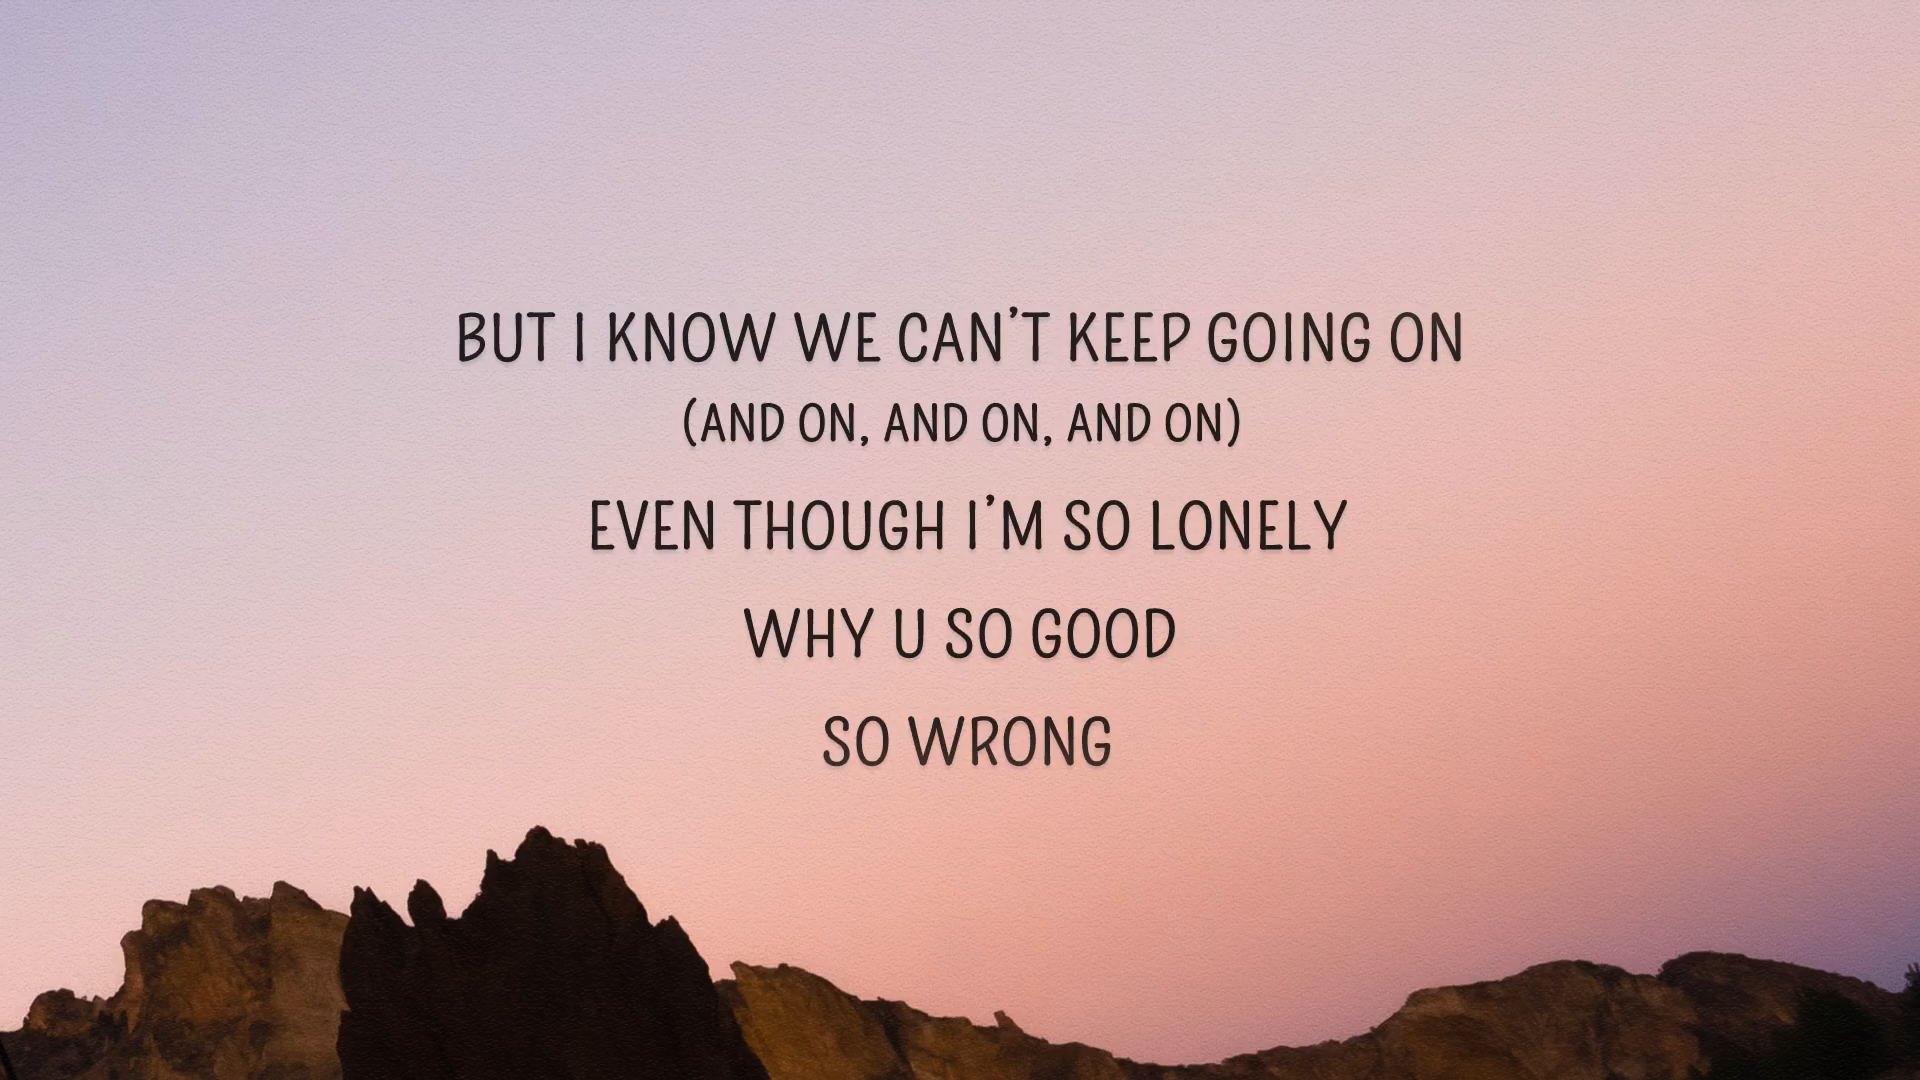 BUT I KNOW WE CAN'T KEEP GOING ON
(AND ON, AND ON, AND ON)
EVEN THOUGH I'M SO LONELY
WHY U SO GOOD
SO WRONG